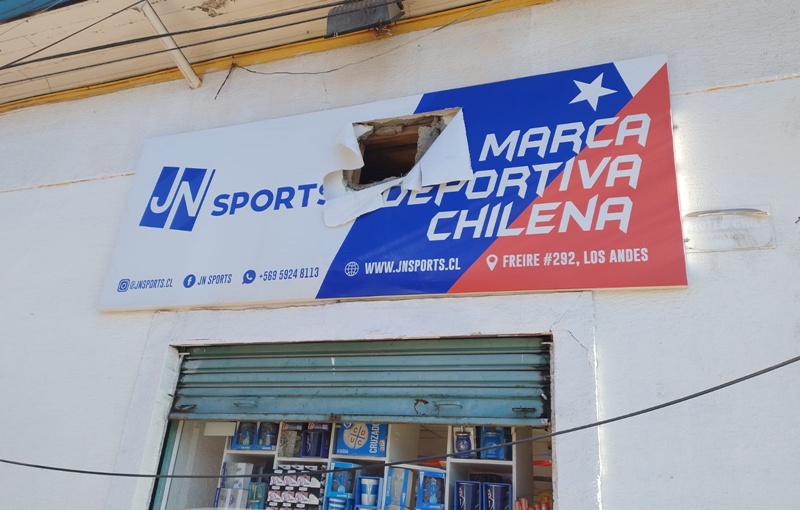 JN SPORTS
MARCA
DEPORTIVA
CHILENA
@JNSPORTS.CL
JN SPORTS
+569 5924 8113
WWW.JNSPORTS.CL
FREIRE #292, LOS ANDES
CRUZADOS